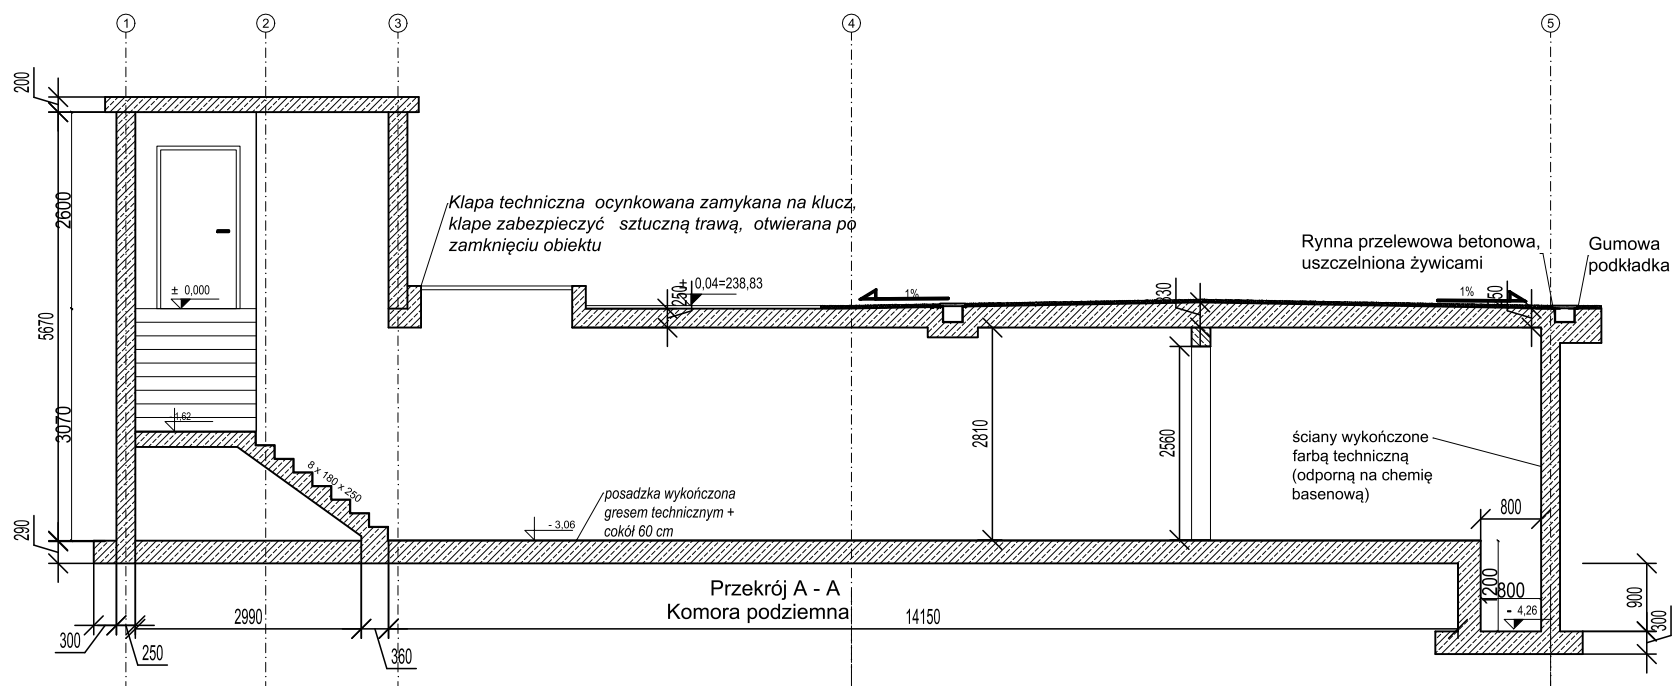 1
2
3
4
5
200
2600
5670
3070
290
Klapa techniczna ocynkowana zamykana na klucz,
klape zabezpieczyć sztuczną trawą, otwierana po
zamknięciu obiektu
± 0,000
250
± 0,04=238,83
1%
330
1%
Rynna przelewowa betonowa,
uszczelniona żywicami
Gumowa
podkładka
- 1,62
8 x 180 x 250
2810
2560
ściany wykończone
farbą techniczną
(odporną na chemię
basenową)
posadzka wykończona
gresem technicznym +
cokół 60 cm
- 3,06
800
1200
1800
- 4,26
900
300
Przekrój A - A
Komora podziemna
2990
14150
300
250
360